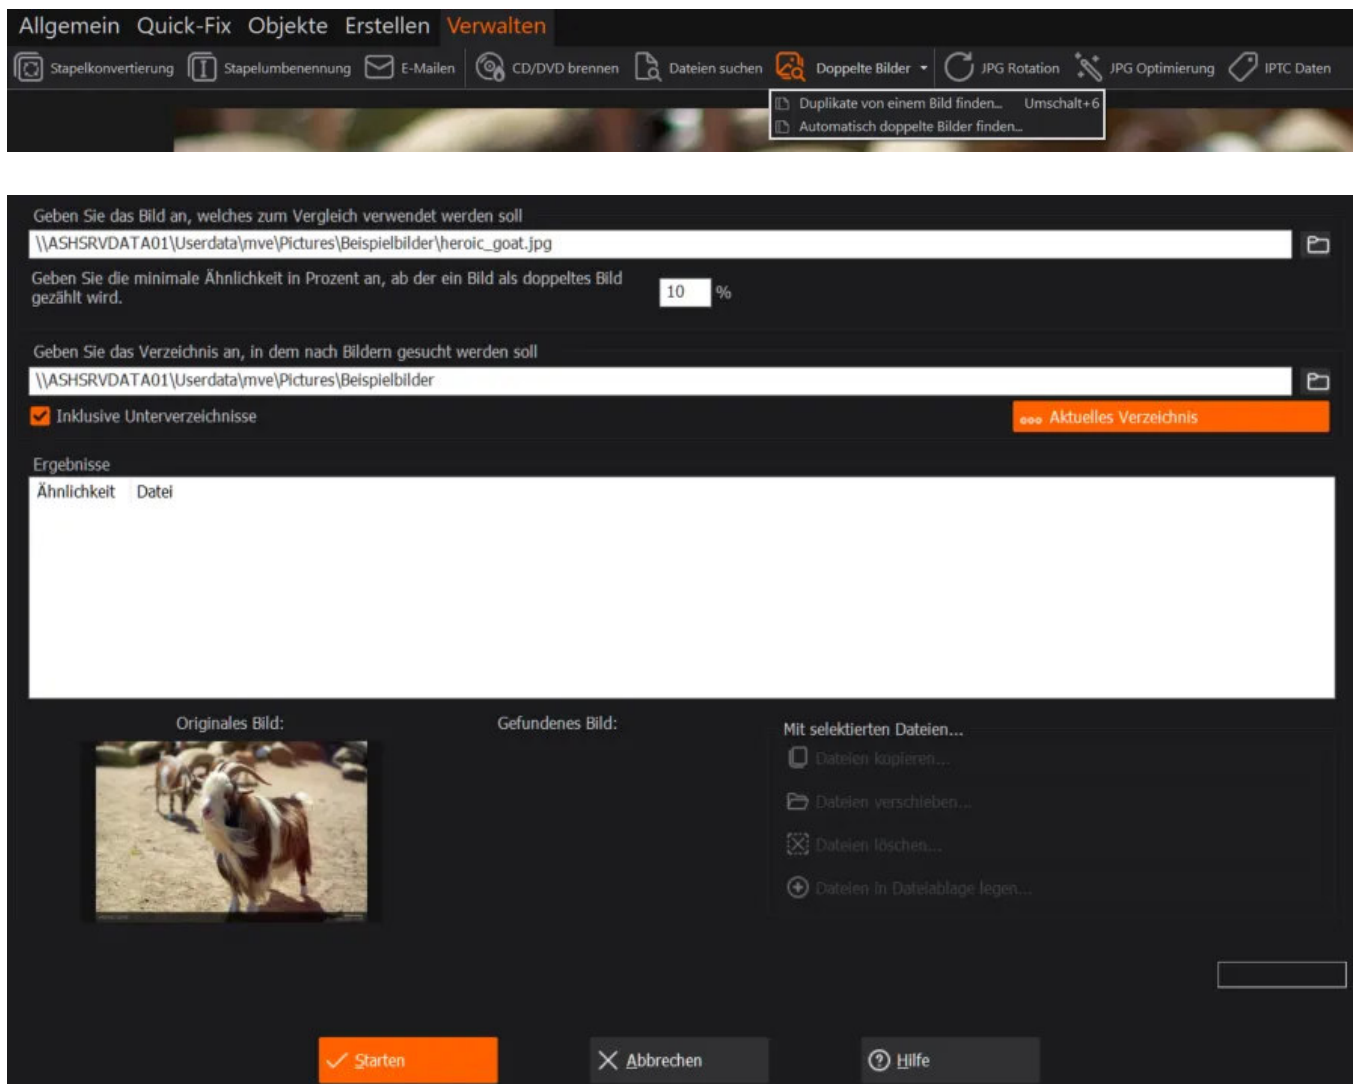 Allgemein Quick-Fix Objekte Erstellen Verwalten
Stapelkonvertierung Stapelumbenennung E-Mailen CD/DVD brennen Dateien suchen Doppelte Bilder JPG Rotation JPG Optimierung IPTC Daten
Duplikate von einem Bild finden... Umschalt+6
Automatisch doppelte Bilder finden...
Geben Sie das Bild an, welches zum Vergleich verwendet werden soll
\\ASHSRVDATA01\Userdata\mve\Pictures\Beispielbilder\heroic_goat.jpg
Geben Sie die minimale Ähnlichkeit in Prozent an, ab der ein Bild als doppeltes Bild
gezählt wird.
10 %
Geben Sie das Verzeichnis an, in dem nach Bildern gesucht werden soll
\\ASHSRVDATA01\Userdata\mve\Pictures\Beispielbilder
Inklusive Unterverzeichnisse
Aktuelles Verzeichnis
Ergebnisse
Ähnlichkeit Datei
Originales Bild:
Gefundenes Bild:
Mit selektierten Dateien...
Dateien kopieren...
Dateien verschieben...
Dateien löschen...
Dateien in Dateiablage legen...
Starten
Abbrechen
Hilfe